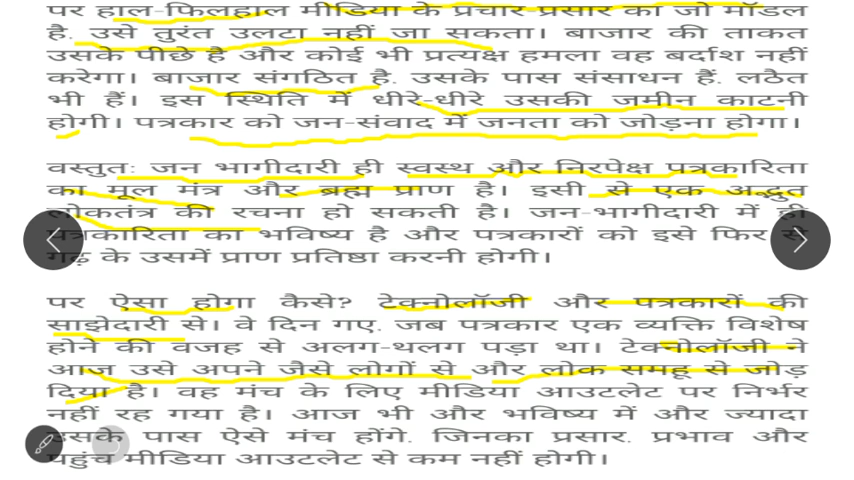 पर हाल-फिलहाल मीडिया के प्रचार-प्रसार का जो मॉडल
है, उसे तुरंत उलटा नहीं जा सकता। बाजार की ताकत
उसके पीछे है और कोई भी प्रत्यक्ष हमला वह बर्दाश नहीं
करेगा। बाजार संगठित है, उसके पास संसाधन हैं, लठैत
भी हैं। इस स्थिति में धीरे-धीरे उसकी जमीन काटनी
होगी। पत्रकार को जन-संवाद में जनता को जोड़ना होगा।
वस्तुत: जन भागीदारी ही स्वस्थ और निरपेक्ष पत्रकारिता
का मूल मंत्र और ब्रह्म प्राण है। इसी से एक अद्भुत
लोकतंत्र की रचना हो सकती है। जन-भागीदारी में ही
पत्रकारिता का भविष्य है और पत्रकारों को इसे फिर से
गढ़ के उसमें प्राण प्रतिष्ठा करनी होगी।
पर ऐसा होगा कैसे? टेक्नोलॉजी और पत्रकारों की
साझेदारी से। वे दिन गए, जब पत्रकार एक व्यक्ति विशेष
होने की वजह से अलग-थलग पड़ा था। टेक्नोलॉजी ने
आज उसे अपने जैसे लोगों से और लोक समूह से जोड़
दिया है। वह मंच के लिए मीडिया आउटलेट पर निर्भर
नहीं रह गया है। आज भी और भविष्य में और ज्यादा
उसके पास ऐसे मंच होंगे, जिनका प्रसार, प्रभाव और
पहुंच मीडिया आउटलेट से कम नहीं होगी।